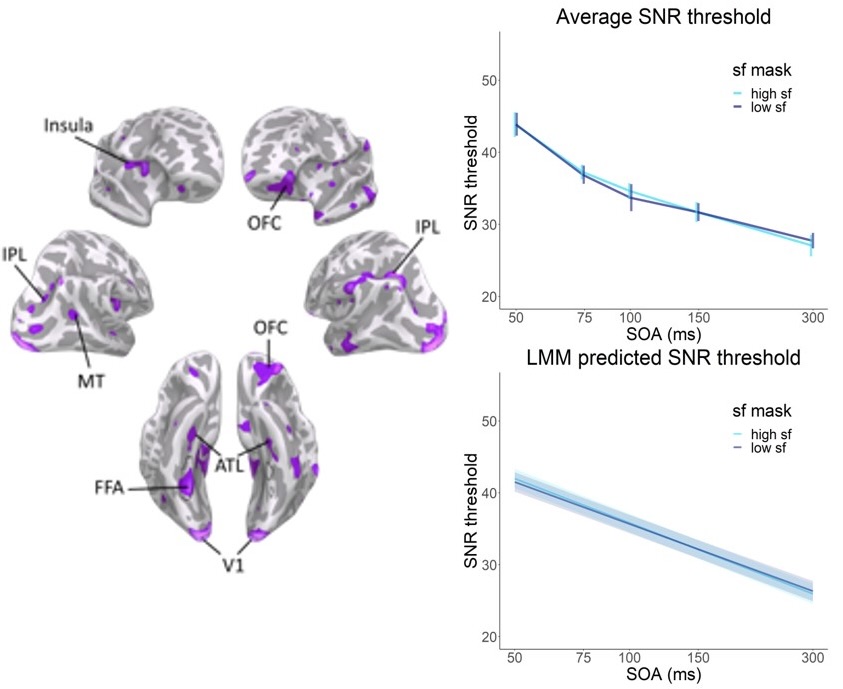 Insula
OFC
IPL
MT
IPL
OFC
ATL
FFA
V1
Average SNR threshold
SNR threshold
50
40
30
20
sf mask
high sf
low sf
50 75 100 150 300
SOA (ms)
LMM predicted SNR threshold
SNR threshold
50
40
30
20
sf mask
high sf
low sf
50 75 100 150 300
SOA (ms)